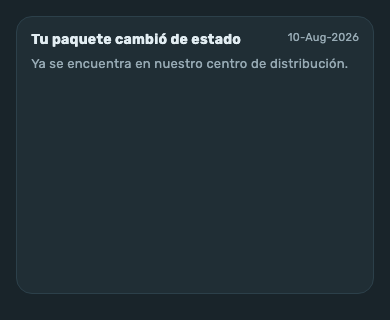 Tu paquete cambió de estado 10-Aug-2026
Ya se encuentra en nuestro centro de distribución.